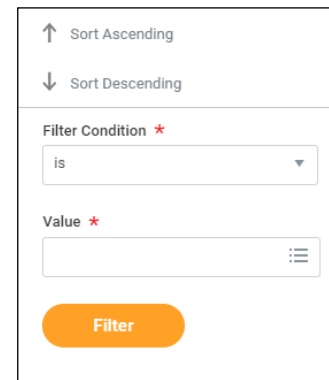 Sort Ascending
Sort Descending
Filter Condition *
is
Value *
Filter